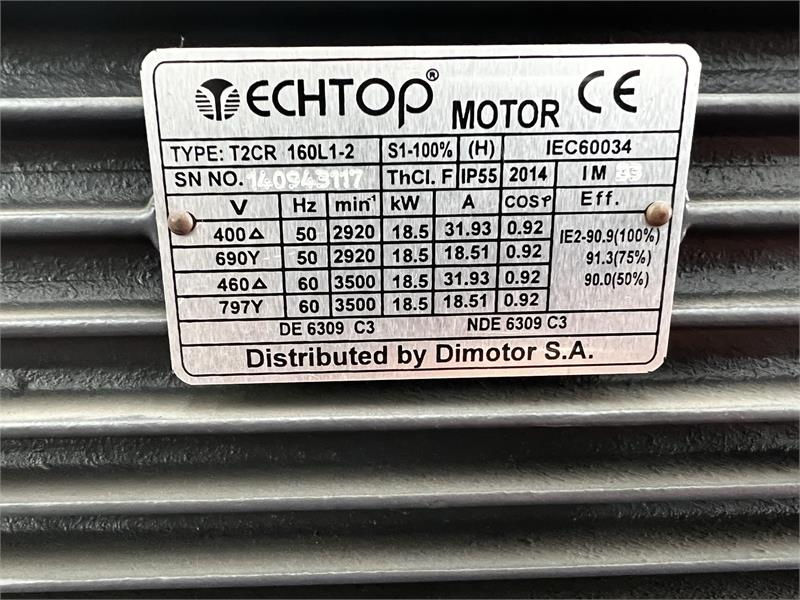 TECHTOP® MOTOR CE
TYPE: T2CR 160L1-2 S1-100% (H) IEC60034
SN NO. 140943117 ThCl. F IP55 2014 IM
V Hz min⁻¹ kW A COSφ Eff.
400△ 50 2920 18.5 31.93 0.92 IE2-90.9(100%)
690Y 50 2920 18.5 18.51 0.92 91.3(75%)
460△ 60 3500 18.5 31.93 0.92 90.0(50%)
797Y 60 3500 18.5 18.51 0.92
DE 6309 C3 NDE 6309 C3
Distributed by Dimotor S.A.